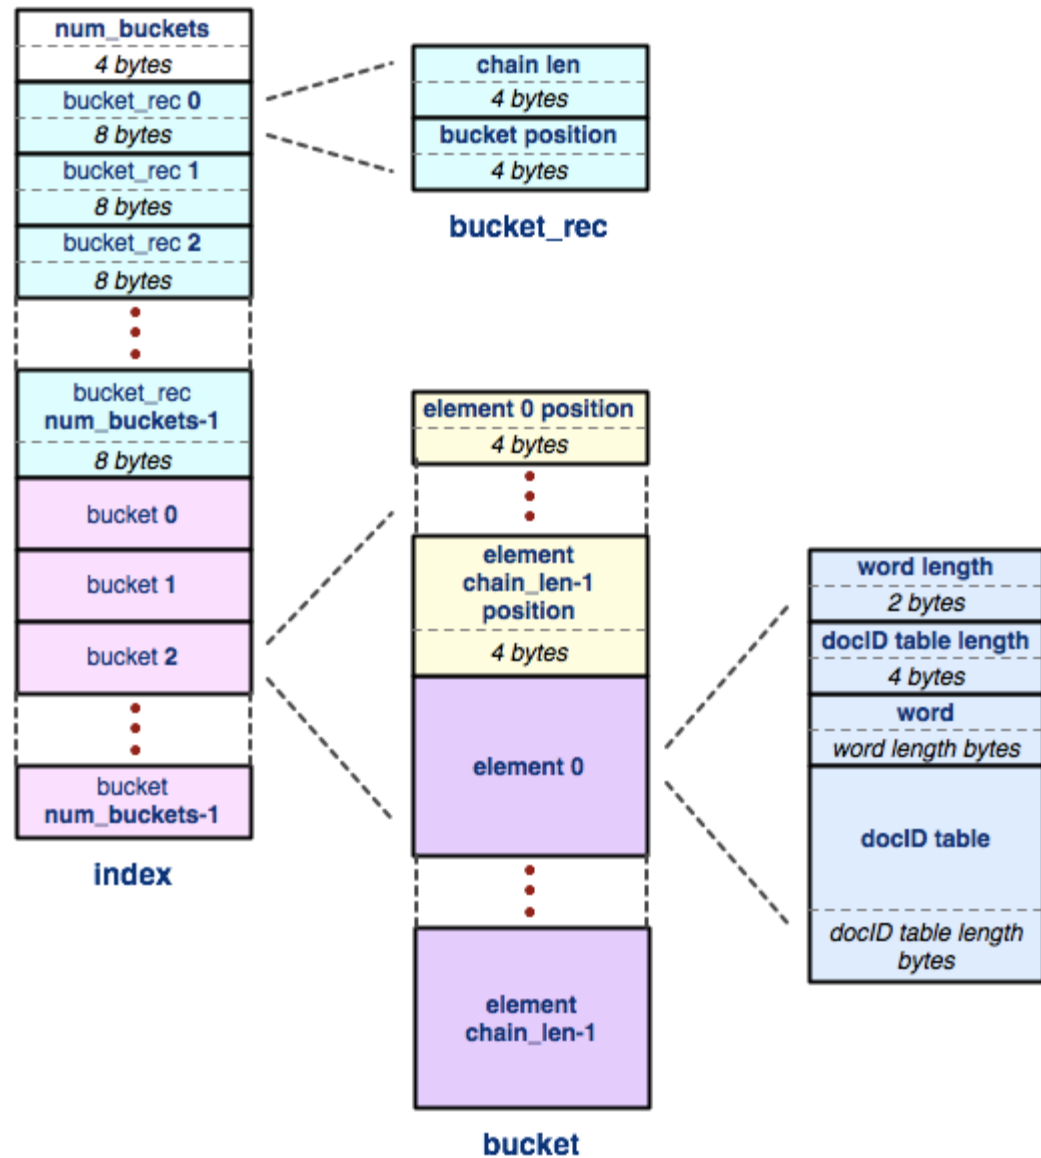 num_buckets
4 bytes
bucket_rec 0
8 bytes
bucket_rec 1
8 bytes
bucket_rec 2
8 bytes
bucket_rec
num_buckets-1
8 bytes
bucket 0
bucket 1
bucket 2
bucket
num_buckets-1
index
chain len
4 bytes
bucket position
4 bytes
bucket_rec
element 0 position
4 bytes
element
chain_len-1
position
4 bytes
element 0
element
chain_len-1
bucket
word length
2 bytes
docID table length
4 bytes
word
word length bytes
docID table
docID table length
bytes